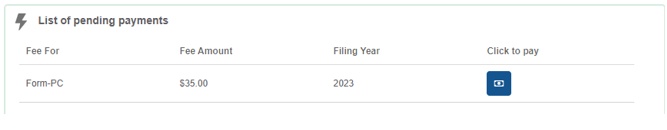 List of pending payments
Fee For Fee Amount Filing Year Click to pay
Form-PC $35.00 2023